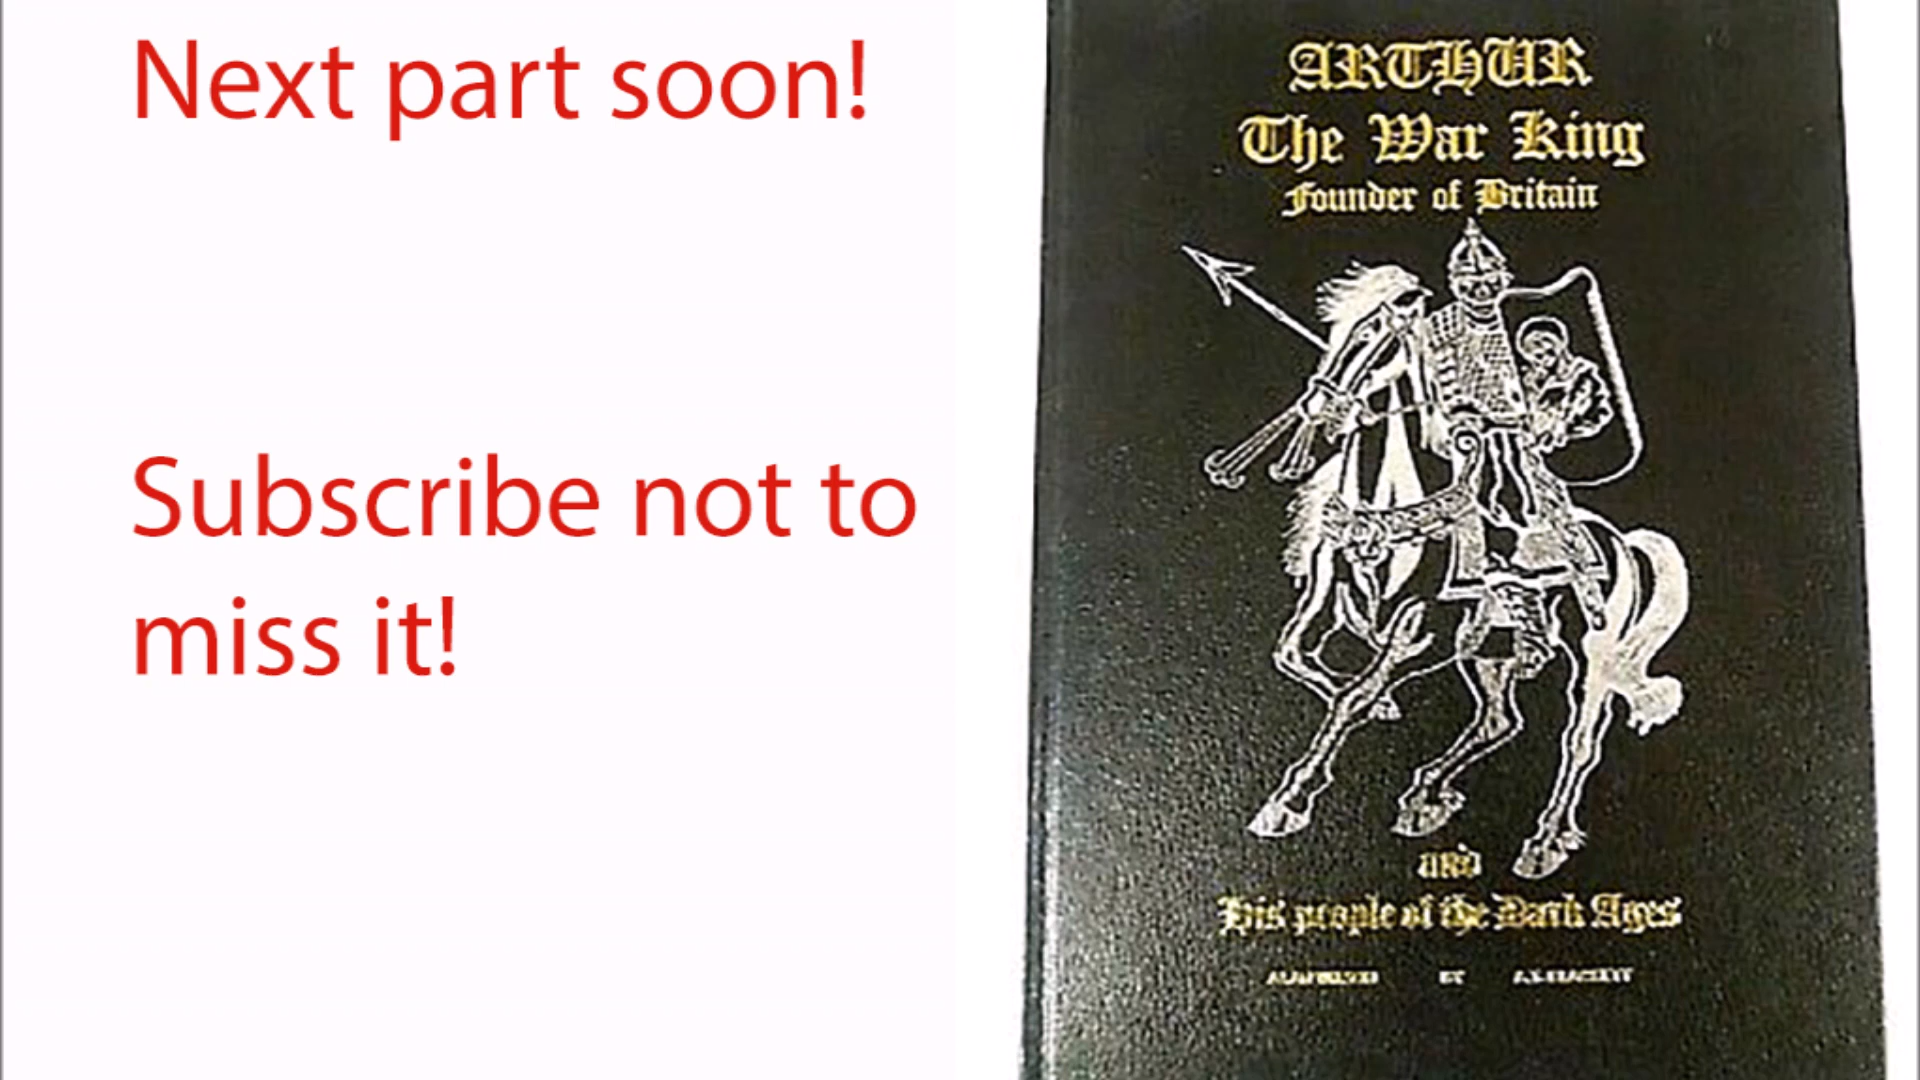 Next part soon!
Subscribe not to
miss it!
ARTHUR
The War King
Founder of Britain
and
His people of the Dark Ages
BY